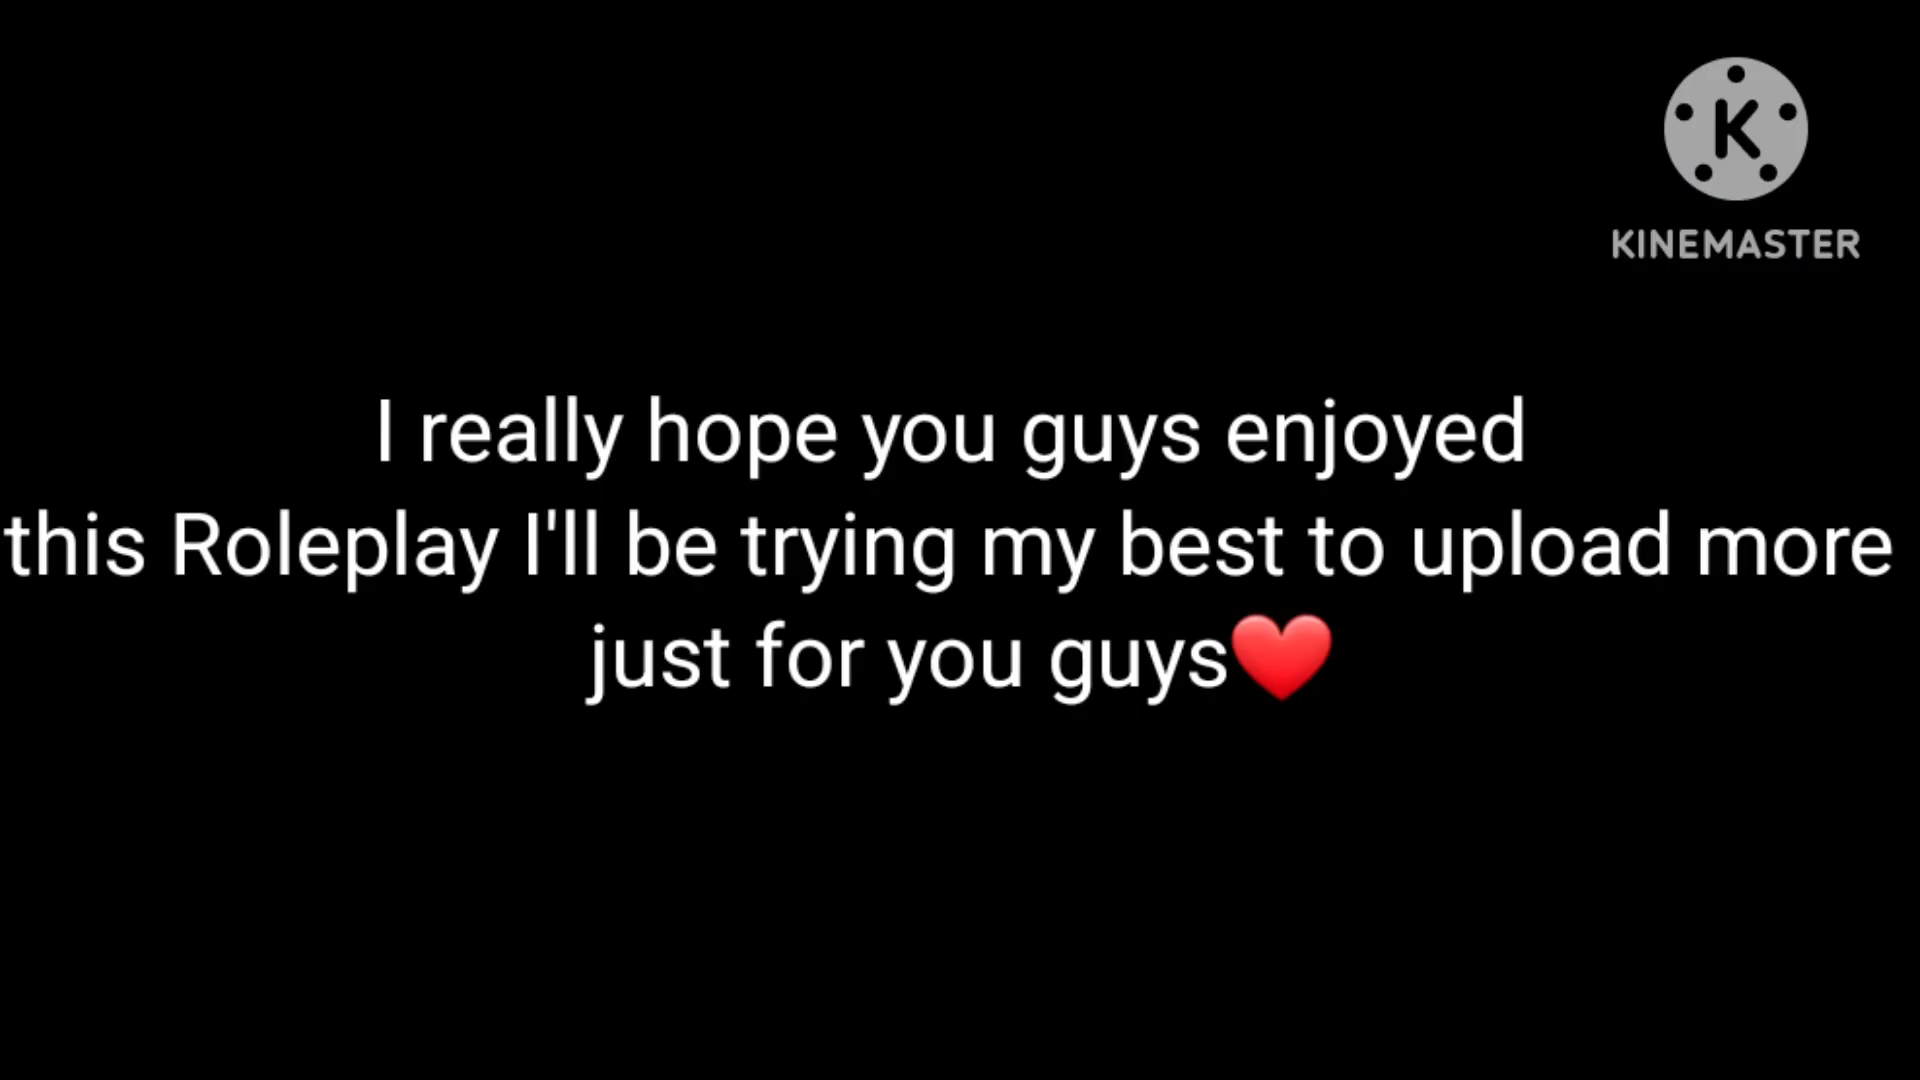 K
KINEMASTER
I really hope you guys enjoyed
this Roleplay I'll be trying my best to upload more
just for you guys❤️